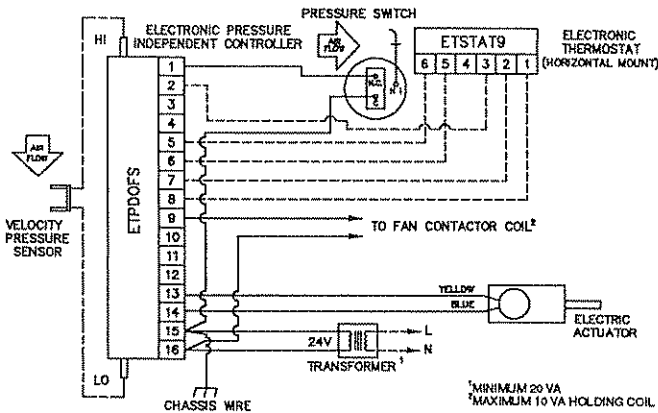 PRESSURE SWITCH
ELECTRONIC PRESSURE
INDEPENDENT CONTROLLER
AIR
FLOW
HI
ETSTAT9
6 5 4 3 2 1
ELECTRONIC
THERMOSTAT
(HORIZONTAL MOUNT)
N.O.
C
1
2
3
4
5
6
7
8
9
10
11
12
13
14
15
16
ETPDOFS
AIR
FLOW
VELOCITY
PRESSURE
SENSOR
TO FAN CONTACTOR COIL²
YELLOW
BLUE
ELECTRIC
ACTUATOR
24V
L
N
TRANSFORMER¹
LO
CHASSIS WIRE
¹MINIMUM 20 VA
²MAXIMUM 10 VA HOLDING COIL